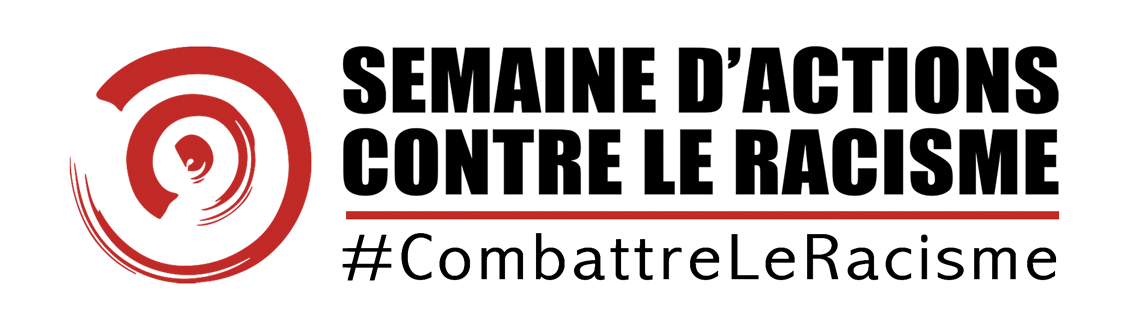 SEMAINE D'ACTIONS
CONTRE LE RACISME
#CombattreLeRacisme